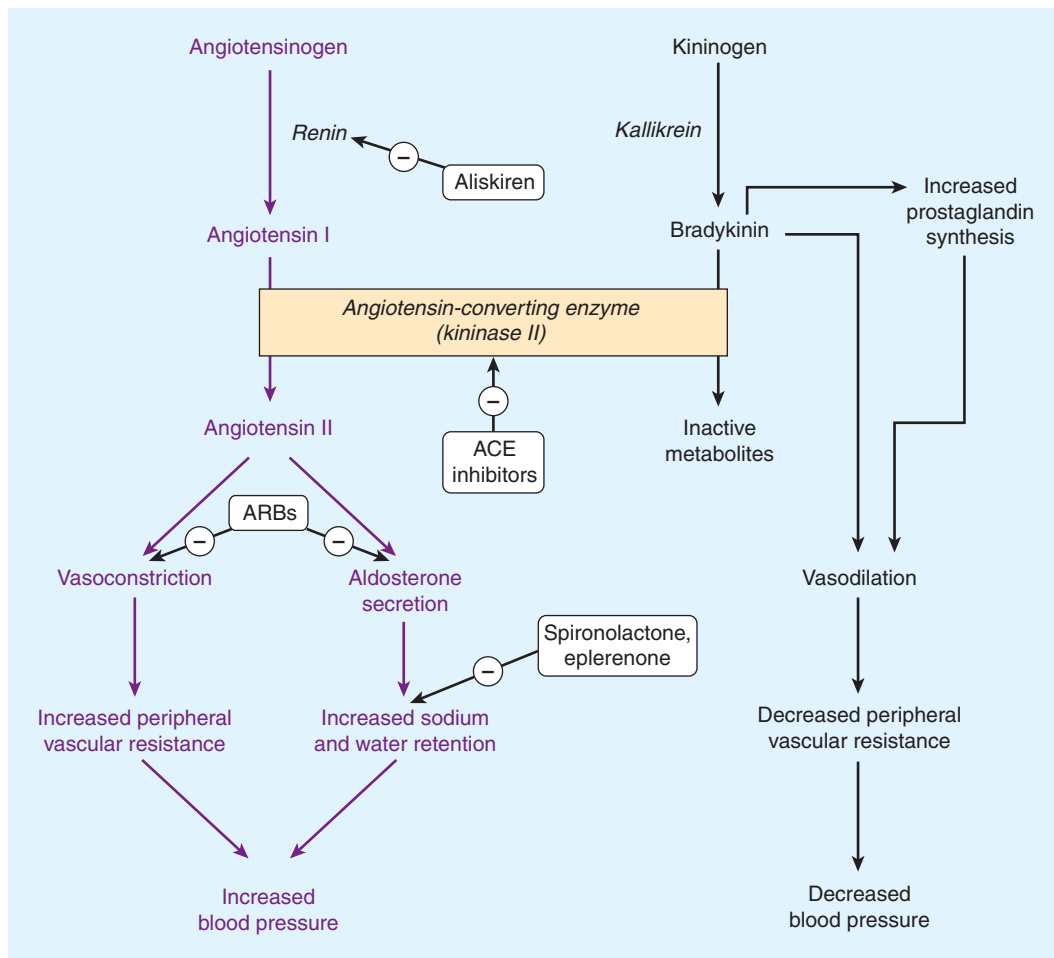 Angiotensinogen
Kininogen
Renin
Kallikrein
−
Aliskiren
Increased
prostaglandin
synthesis
Angiotensin I
Bradykinin
Angiotensin-converting enzyme
(kininase II)
−
Angiotensin II
ACE
inhibitors
Inactive
metabolites
ARBs
−
−
Vasoconstriction
Aldosterone
secretion
Vasodilation
Spironolactone,
eplerenone
−
Increased peripheral
vascular resistance
Increased sodium
and water retention
Decreased peripheral
vascular resistance
Increased
blood pressure
Decreased
blood pressure